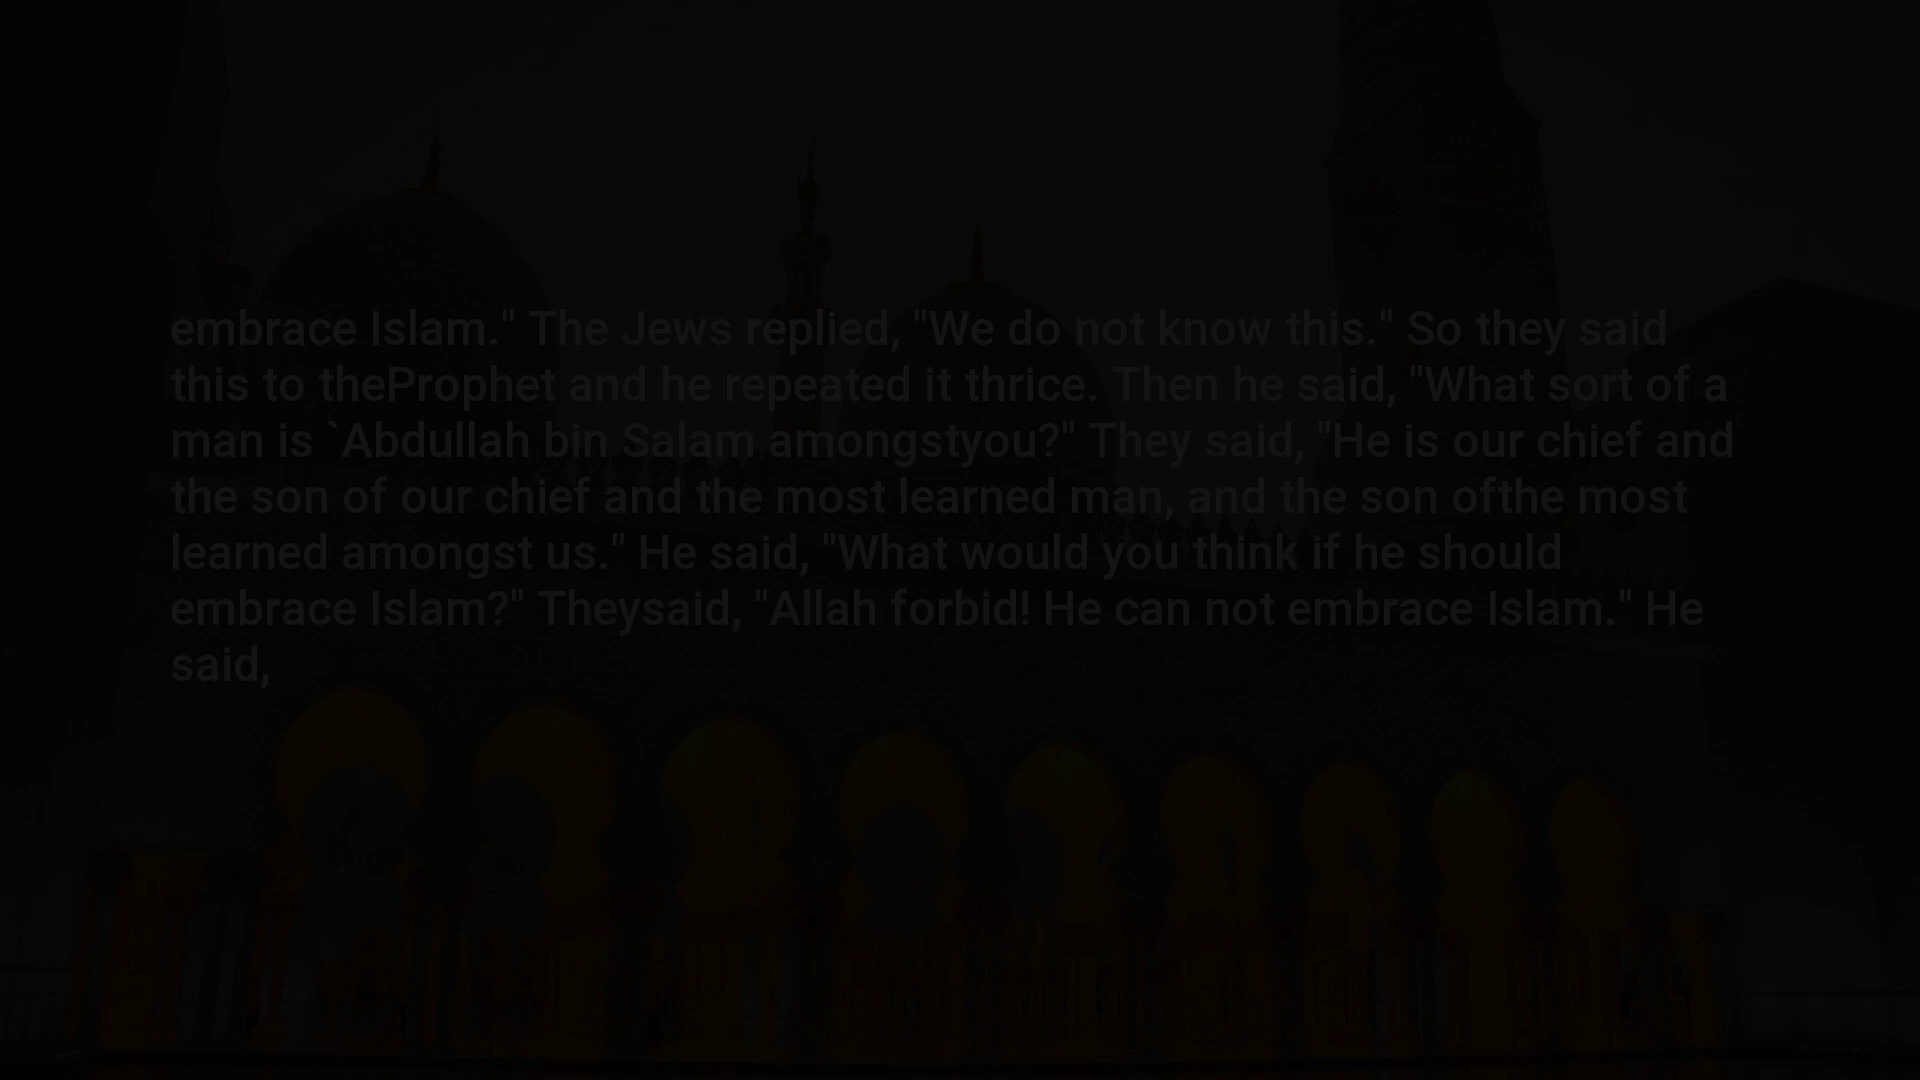 embrace Islam." The Jews replied, "We do not know this." So they said
this to theProphet and he repeated it thrice. Then he said, "What sort of a
man is `Abdullah bin Salam amongstyou?" They said, "He is our chief and
the son of our chief and the most learned man, and the son ofthe most
learned amongst us." He said, "What would you think if he should
embrace Islam?" Theysaid, "Allah forbid! He can not embrace Islam." He
said,